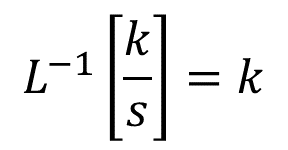 L⁻¹ [k/s] = k